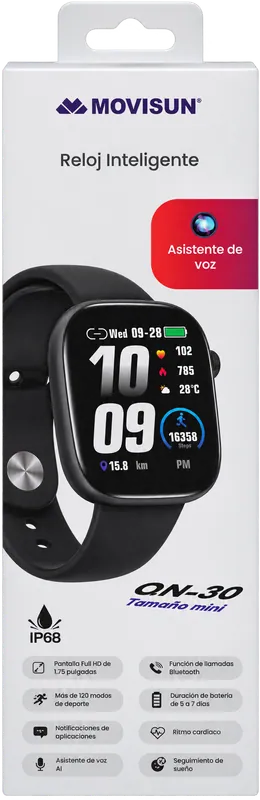 MOVISUN®
Reloj Inteligente
Asistente de
voz
Wed 09-28
10
102
785
28°C
09
16358
Steps
15.8 km
PM
QN-30
Tamaño mini
IP68
Pantalla Full HD de
1.75 pulgadas
Función de llamadas
Bluetooth
Más de 120 modos
de deporte
Duración de batería
de 5 a 7 días
Notificaciones de
aplicaciones
Ritmo cardíaco
Asistente de voz
AI
Seguimiento de
sueño